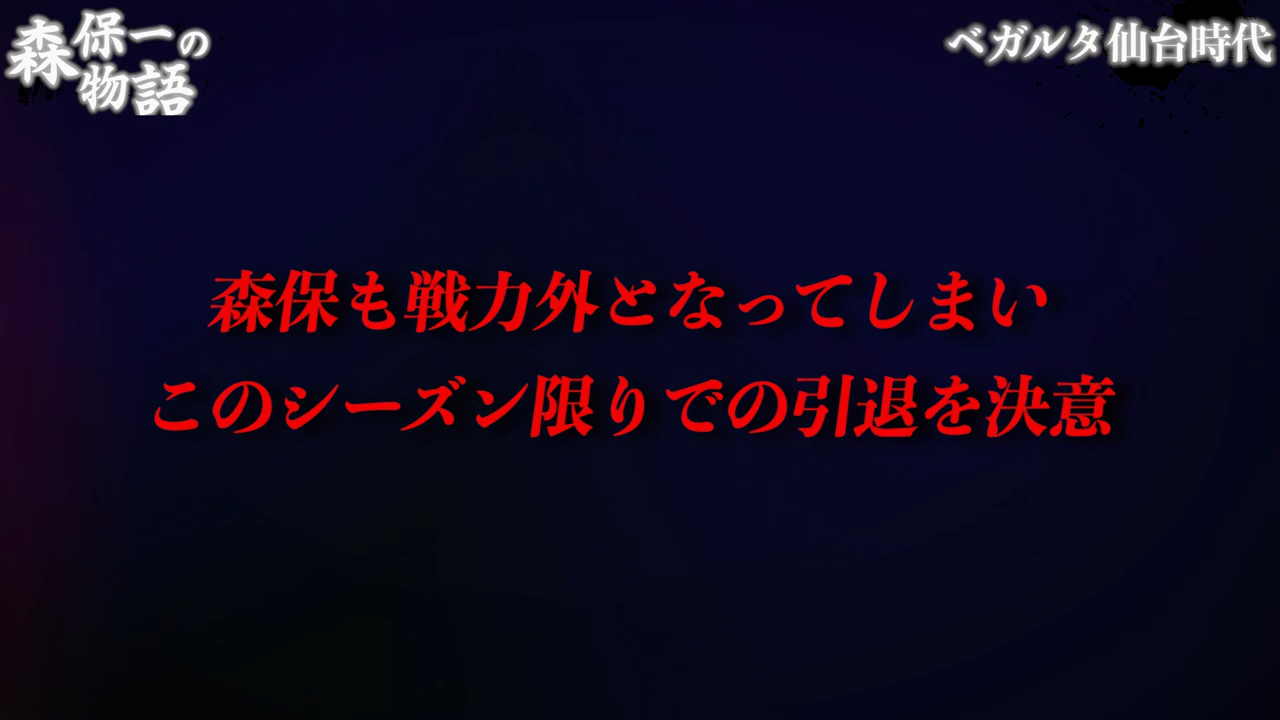 森保一の
物語
ベガルタ仙台時代
森保も戦力外となってしまい
このシーズン限りでの引退を決意